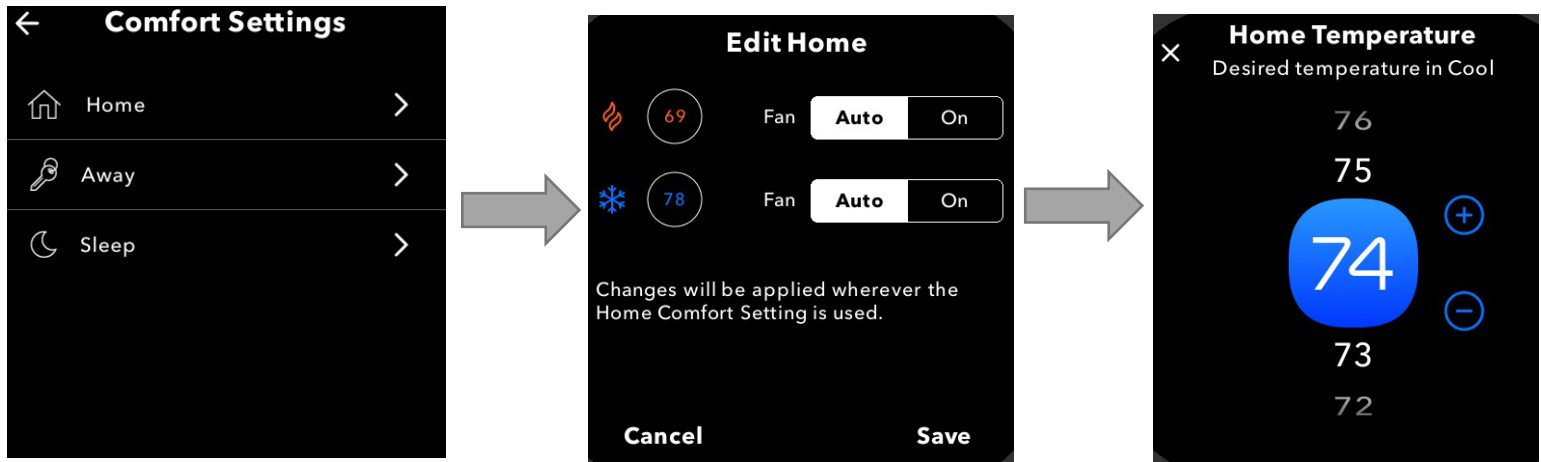 Comfort Settings
Home
Away
Sleep
Edit Home
69 Fan Auto On
78 Fan Auto On
Changes will be applied wherever the
Home Comfort Setting is used.
Cancel Save
Home Temperature
Desired temperature in Cool
76
75
74
73
72